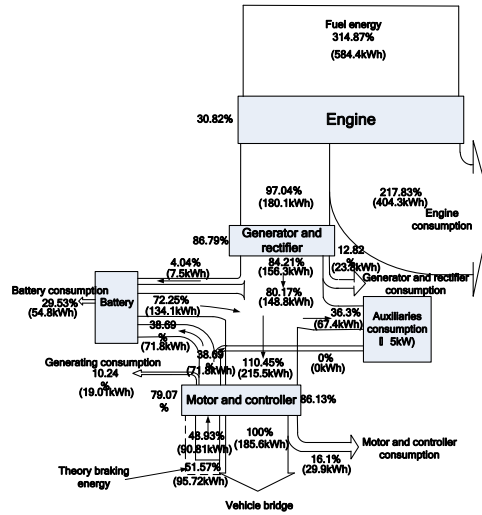 Fuel energy
314.87%
(584.4kWh)
30.82%
Engine
97.04%
(180.1kWh)
217.83%
(404.3kWh)
Engine
consumption
86.79%
Generator and
rectifier
12.82
%
(23.8kWh)
Generator and rectifier
consumption
4.04%
(7.5kWh)
84.21%
(156.3kWh)
80.17%
(148.8kWh)
Battery consumption
29.53%
(54.8kWh)
Battery
72.25%
(134.1kWh)
36.3%
(67.4kWh)
Auxiliaries
consumption
5kW)
38.69
%
(71.8kWh)
38.69
%
(71.8kWh)
0%
(0kWh)
Generating consumption
10.24
%
(19.01kWh)
110.45%
(215.5kWh)
79.07
%
Motor and controller
86.13%
48.93%
(90.81kWh)
100%
(185.6kWh)
Motor and controller
consumption
16.1%
(29.9kWh)
Theory braking
energy
51.57%
(95.72kWh)
Vehicle bridge